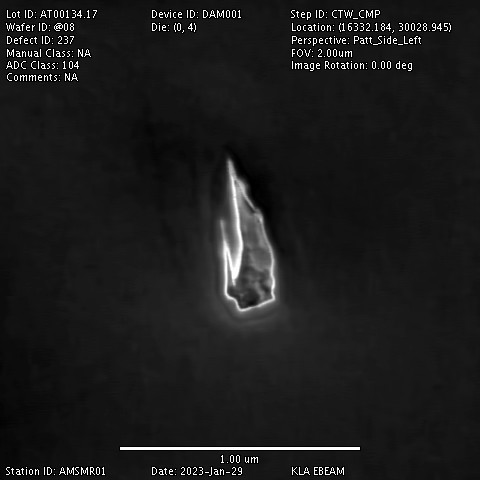 Lot ID: AT00134.17
Wafer ID: @08
Defect ID: 237
Manual Class: NA
ADC Class: 104
Comments: NA
Device ID: DAM001
Die: (0, 4)
Step ID: CTW_CMP
Location: (16332.184, 30028.945)
Perspective: Patt_Side_Left
FOV: 2.00um
Image Rotation: 0.00 deg
1.00 um
Station ID: AMSMR01
Date: 2023-Jan-29
KLA EBEAM